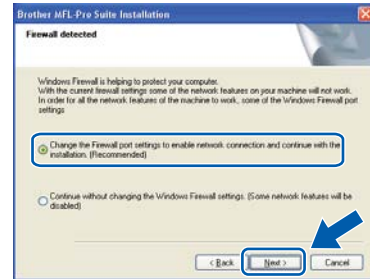 Brother MFL-Pro Suite Installation
Firewall detected
Windows Firewall is helping to protect your computer.
With the current firewall settings some of the network features on your machine will not work.
In order for all the network features of the machine to work, some of the Windows Firewall port
settings
Change the Firewall port settings to enable network connection and continue with the
installation. (Recommended)
Continue without changing the Windows Firewall settings. (Some network features will be
disabled)
< Back
Next >
Cancel